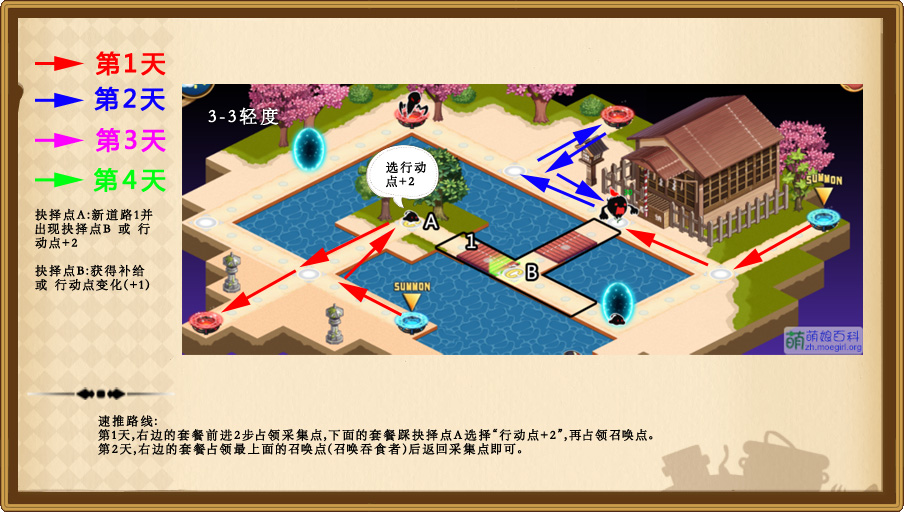 第1天
第2天
第3天
第4天
抉择点A:新道路1并
出现抉择点B 或 行
动点+2
抉择点B:获得补给
或 行动点变化(+1)
3-3轻度
选行动
点+2
A
1
B
SUMMON
SUMMON
萌娘百科
zh.moegirl.org
速推路线:
第1天,右边的套餐前进2步占领采集点,下面的套餐踩抉择点A选择“行动点+2”,再占领召唤点。
第2天,右边的套餐占领最上面的召唤点(召唤吞食者)后返回采集点即可。